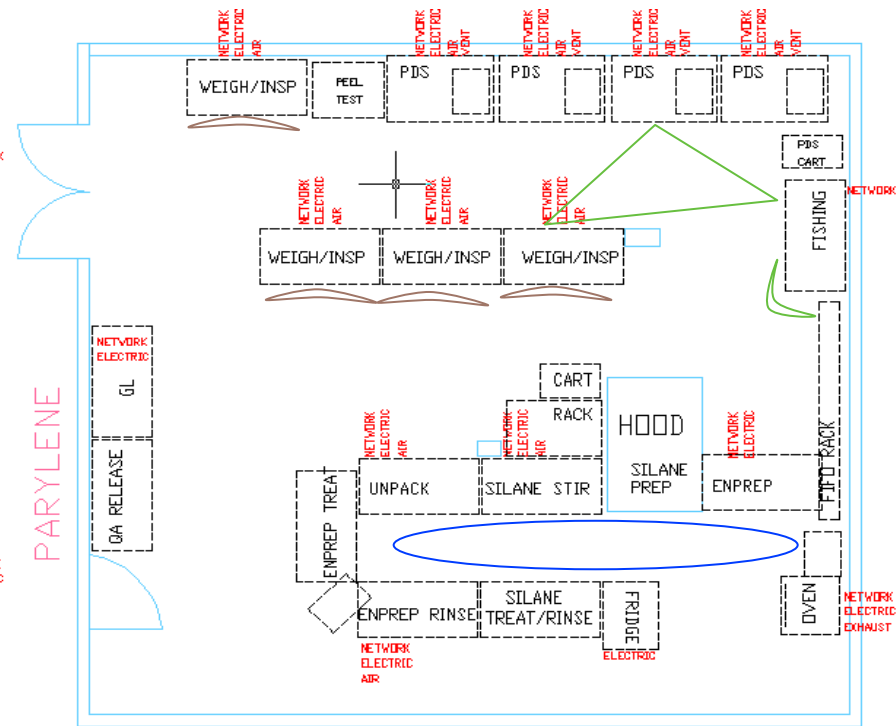 NETWORK
ELECTRIC
AIR
NETWORK
ELECTRIC
AIR
VENT
NETWORK
ELECTRIC
AIR
VENT
NETWORK
ELECTRIC
AIR
VENT
NETWORK
ELECTRIC
AIR
VENT
WEIGH/INSP
PEEL
TEST
PDS
PDS
PDS
PDS
PDS
CART
FISHING
NETWORK
NETWORK
ELECTRIC
AIR
NETWORK
ELECTRIC
AIR
NETWORK
ELECTRIC
AIR
WEIGH/INSP
WEIGH/INSP
WEIGH/INSP
NETWORK
ELECTRIC
GL
QA RELEASE
PARYLENE
CART
RACK
HOOD
SILANE
PREP
NETWORK
ELECTRIC
AIR
NETWORK
ELECTRIC
AIR
NETWORK
ELECTRIC
UNPACK
SILANE STIR
ENPREP
FIFO RACK
ENPREP TREAT
ENPREP RINSE
SILANE
TREAT/RINSE
FRIDGE
OVEN
NETWORK
ELECTRIC
EXHAUST
ELECTRIC
NETWORK
ELECTRIC
AIR